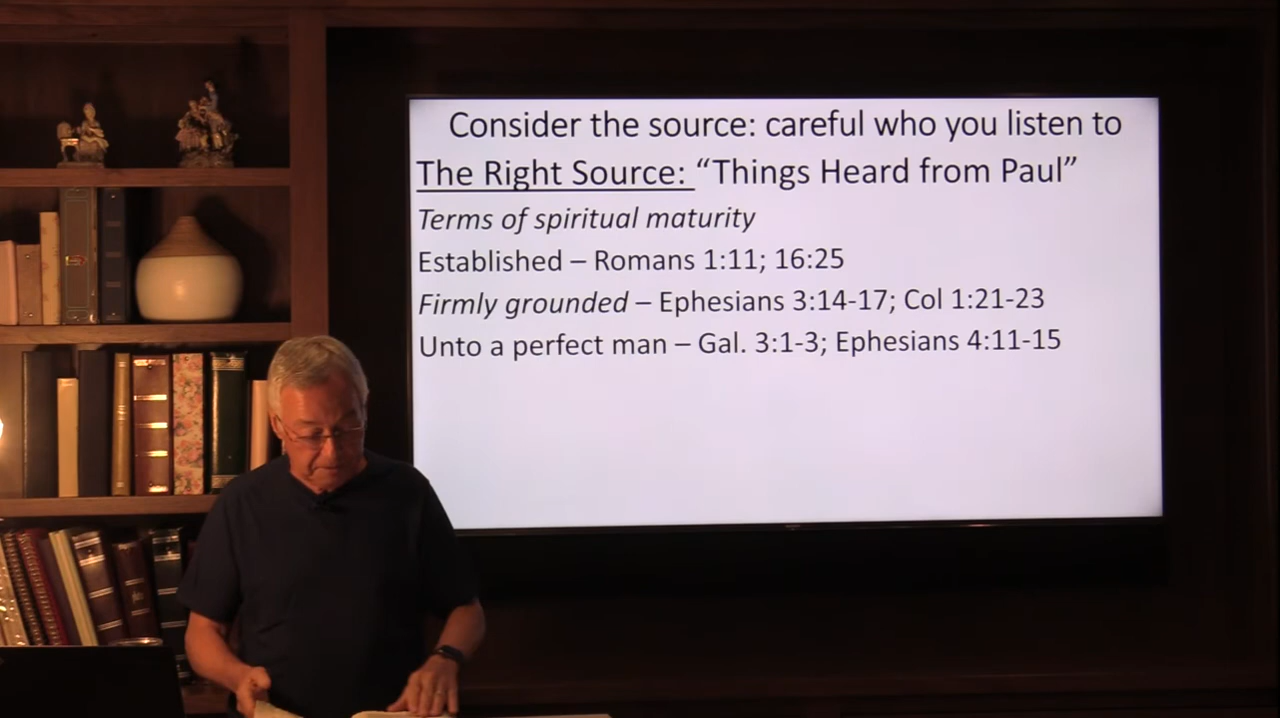 Consider the source: careful who you listen to
The Right Source: “Things Heard from Paul”
Terms of spiritual maturity
Established – Romans 1:11; 16:25
Firmly grounded – Ephesians 3:14-17; Col 1:21-23
Unto a perfect man – Gal. 3:1-3; Ephesians 4:11-15